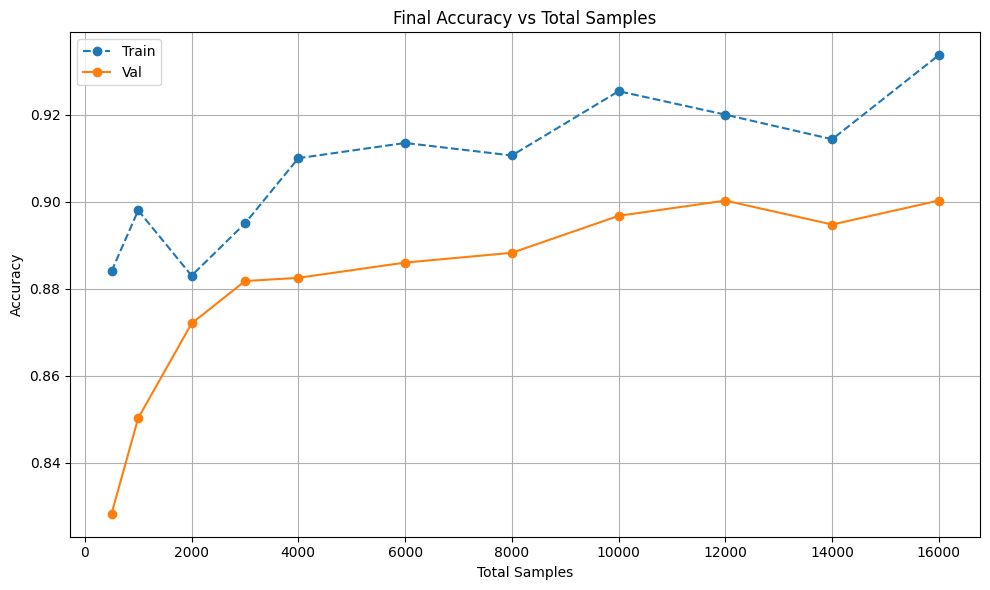 Final Accuracy vs Total Samples
Train
Val
Accuracy
0.92
0.90
0.88
0.86
0.84
0 2000 4000 6000 8000 10000 12000 14000 16000
Total Samples